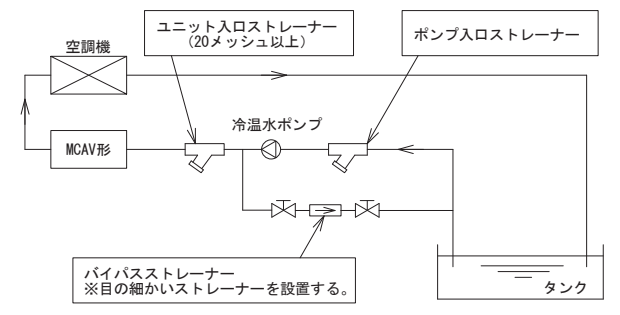 ユニット入口ストレーナー
(20メッシュ以上)
ポンプ入口ストレーナー
空調機
冷温水ポンプ
MCAV形
バイパスストレーナー
※目の細かいストレーナーを設置する。
タンク